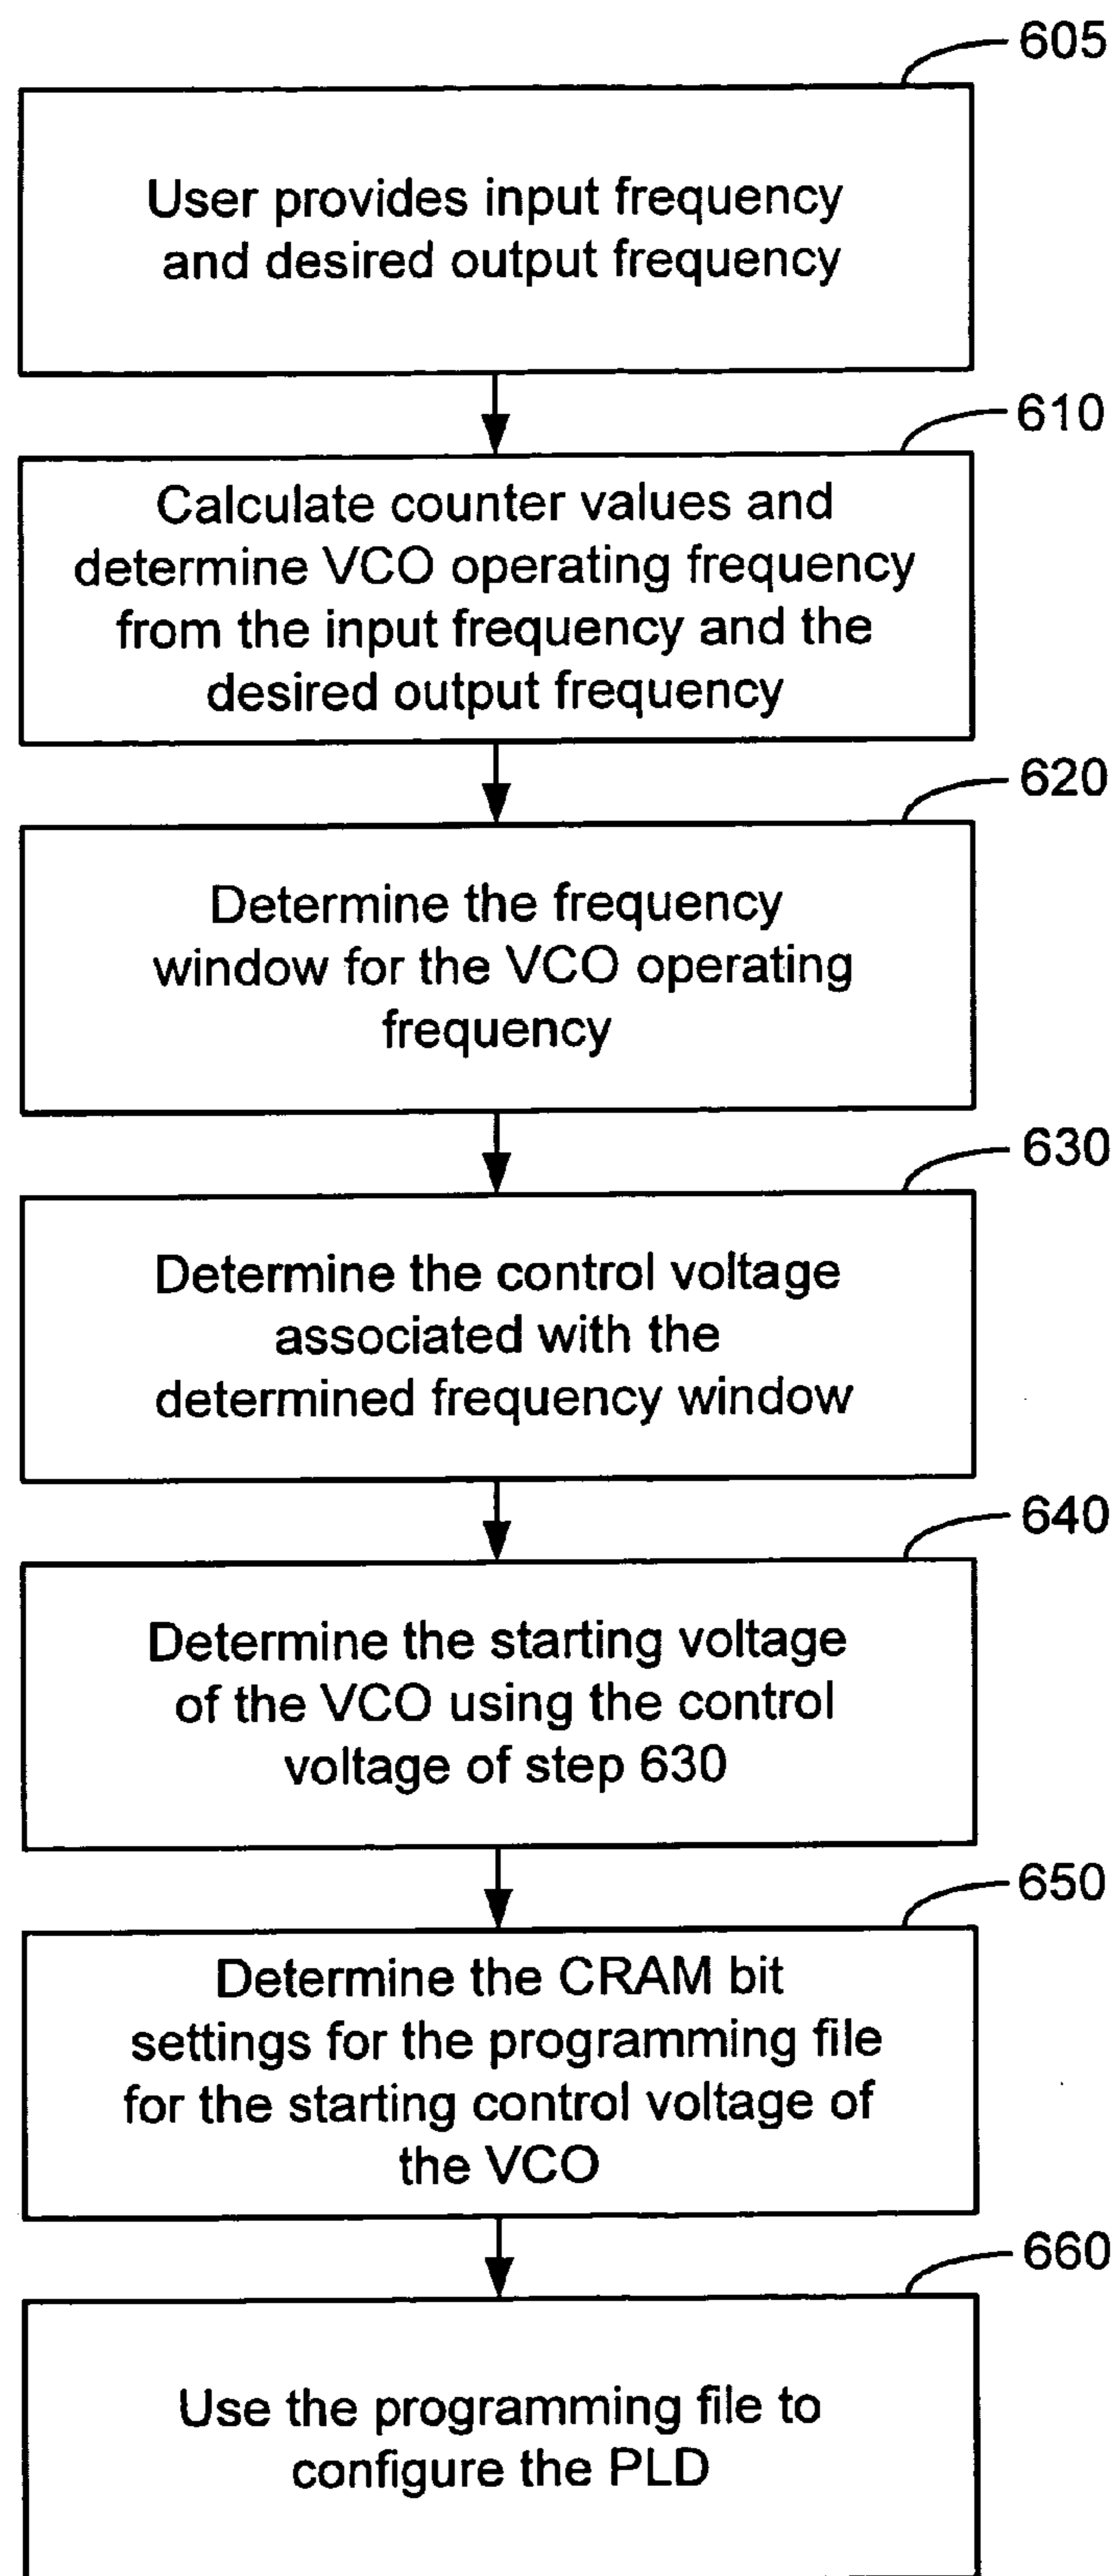 605
User provides input frequency
and desired output frequency
610
Calculate counter values and
determine VCO operating frequency
from the input frequency and the
desired output frequency
620
Determine the frequency
window for the VCO operating
frequency
630
Determine the control voltage
associated with the
determined frequency window
640
Determine the starting voltage
of the VCO using the control
voltage of step 630
650
Determine the CRAM bit
settings for the programming file
for the starting control voltage of
the VCO
660
Use the programming file to
configure the PLD